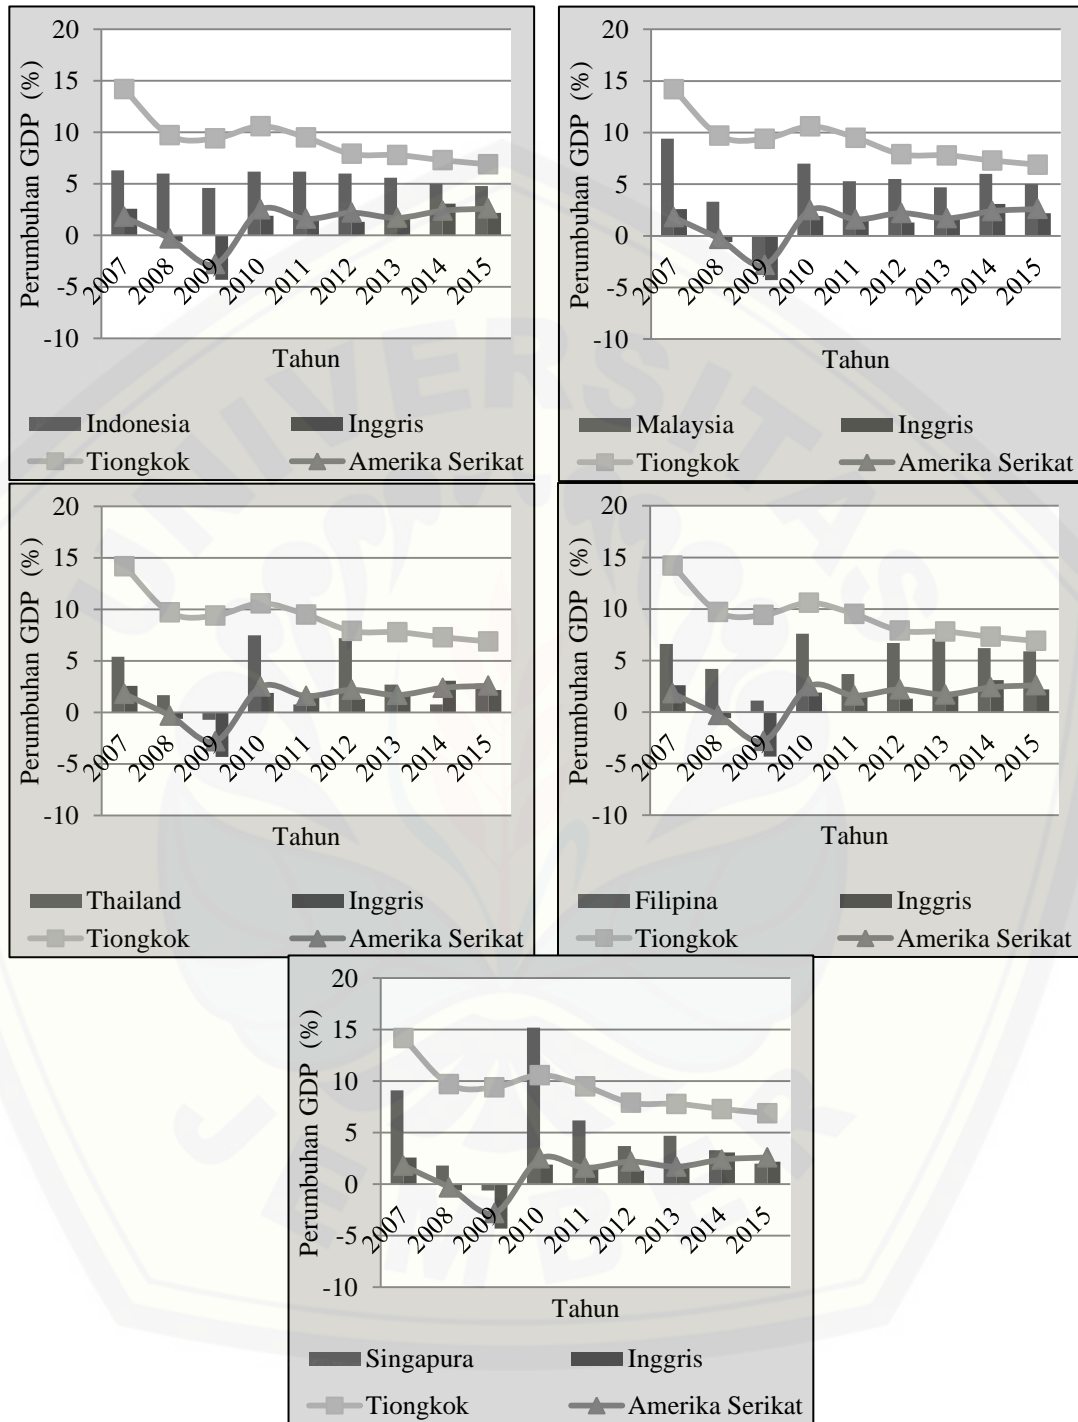 20
15
10
5
0
-5
-10
Perumbuhan GDP (%)
2007 2008 2009 2010 2011 2012 2013 2014 2015
Tahun
Indonesia Inggris
Tiongkok Amerika Serikat
20
15
10
5
0
-5
-10
Perumbuhan GDP (%)
2007 2008 2009 2010 2011 2012 2013 2014 2015
Tahun
Malaysia Inggris
Tiongkok Amerika Serikat
20
15
10
5
0
-5
-10
Perumbuhan GDP (%)
2007 2008 2009 2010 2011 2012 2013 2014 2015
Tahun
Thailand Inggris
Tiongkok Amerika Serikat
20
15
10
5
0
-5
-10
Perumbuhan GDP (%)
2007 2008 2009 2010 2011 2012 2013 2014 2015
Tahun
Filipina Inggris
Tiongkok Amerika Serikat
20
15
10
5
0
-5
-10
Perumbuhan GDP (%)
2007 2008 2009 2010 2011 2012 2013 2014 2015
Tahun
Singapura Inggris
Tiongkok Amerika Serikat
UNIVERSITAS
JEMBER